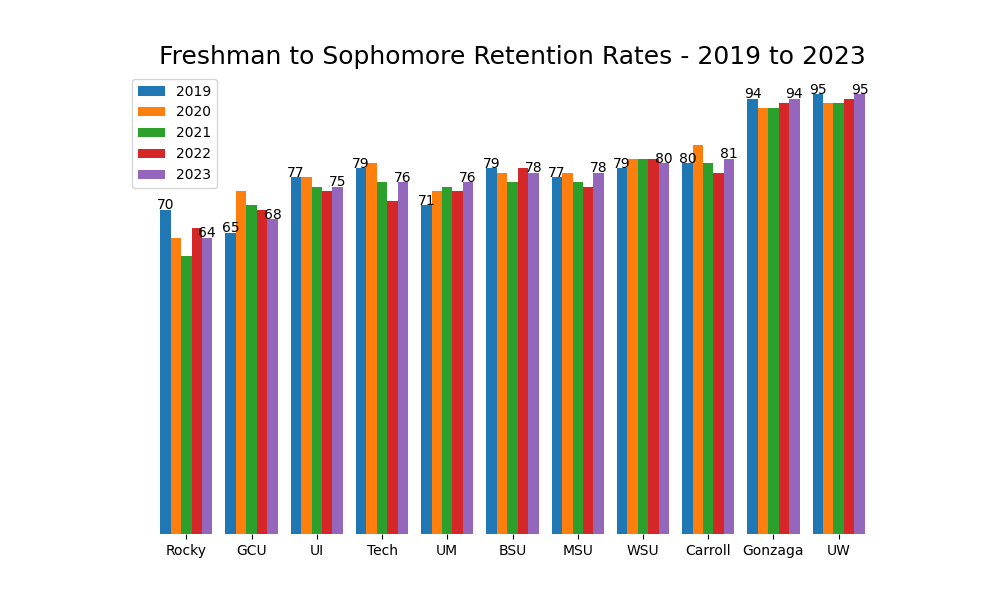 Freshman to Sophomore Retention Rates - 2019 to 2023
2019
2020
2021
2022
2023
70
64
65
68
77
75
79
76
71
76
79
78
77
78
79
80
80
81
94
94
95
95
Rocky
GCU
UI
Tech
UM
BSU
MSU
WSU
Carroll
Gonzaga
UW